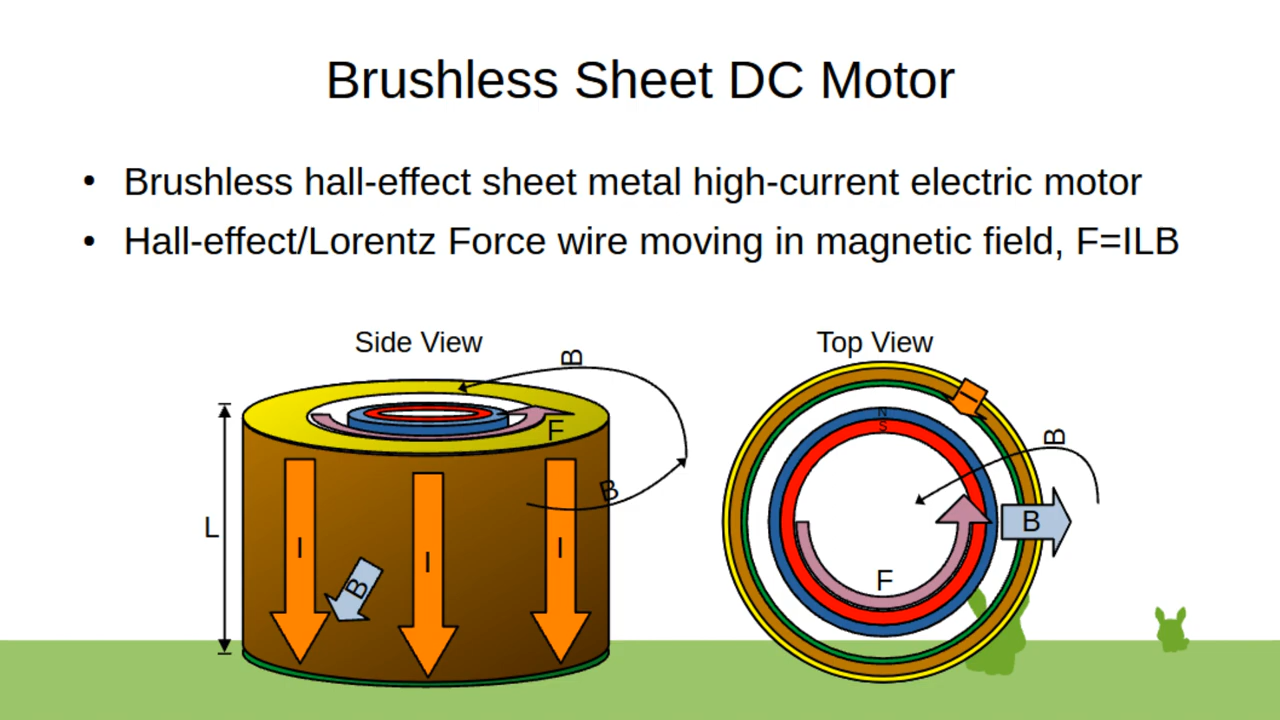 Brushless Sheet DC Motor
• Brushless hall-effect sheet metal high-current electric motor
• Hall-effect/Lorentz Force wire moving in magnetic field, F=ILB
Side View
B
F
L
I
I
I
B
B
Top View
I
N
S
B
B
F